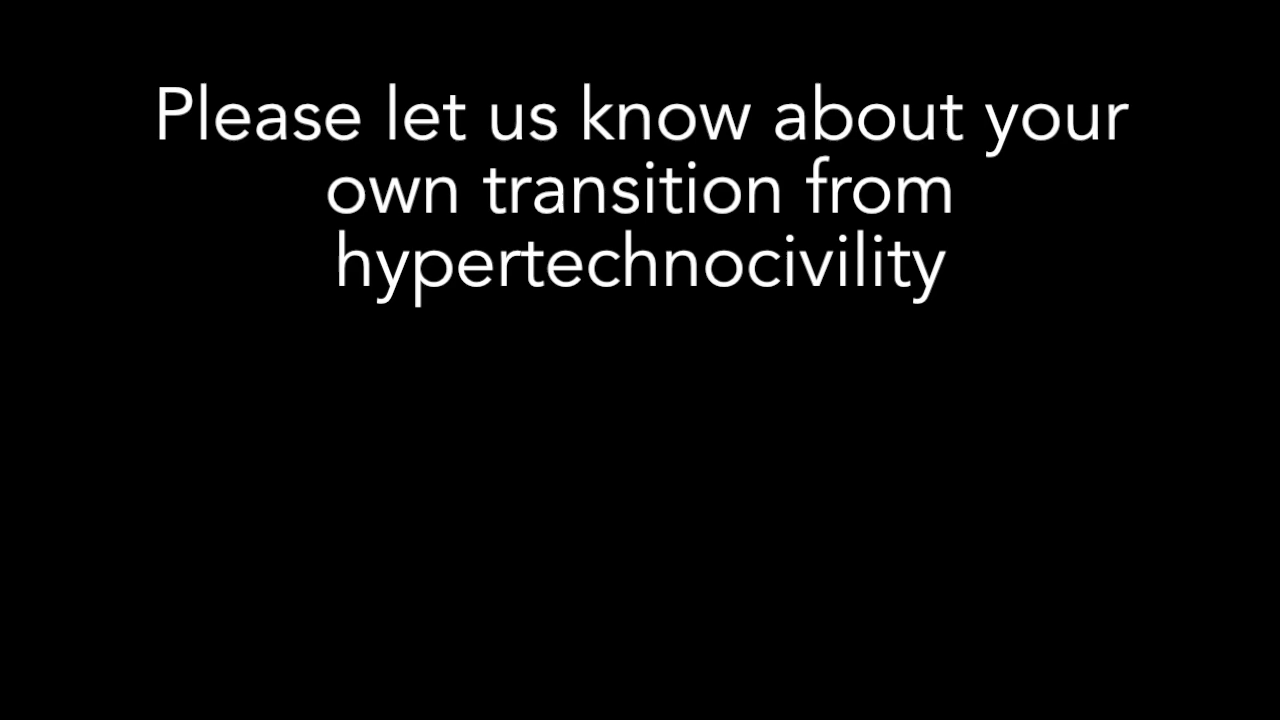 Please let us know about your
own transition from
hypertechnocivility